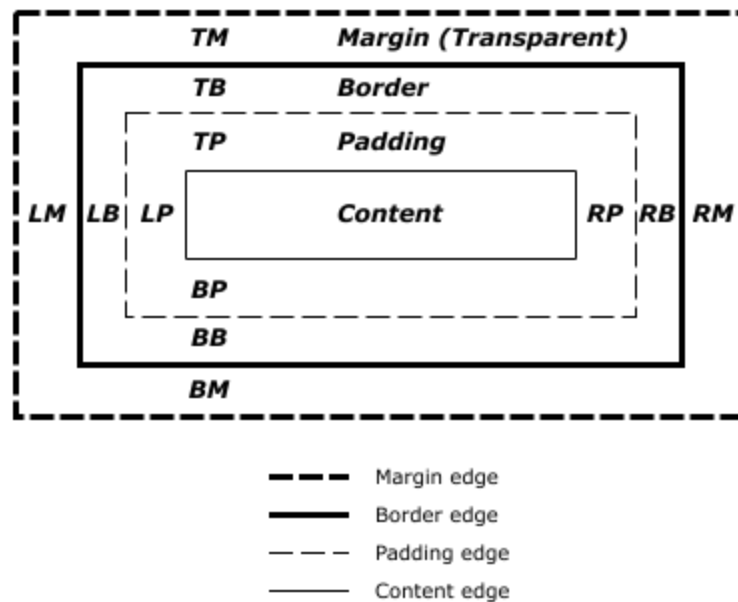 TM Margin (Transparent)
TB Border
TP Padding
LM LB LP Content RP RB RM
BP
BB
BM
Margin edge
Border edge
Padding edge
Content edge